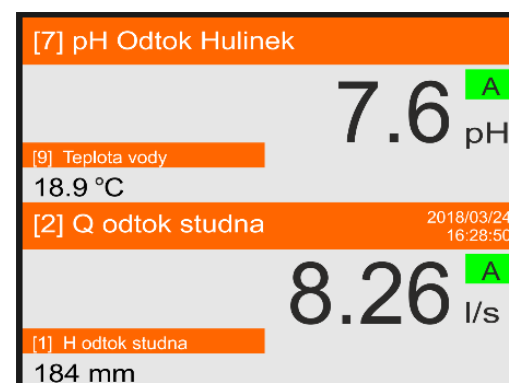 [7] pH Odtok Hulinek
7.6 A
pH
[9] Teplota vody
18.9 °C
[2] Q odtok studna 2018/03/24
16:28:50
8.26 A
l/s
[1] H odtok studna
184 mm